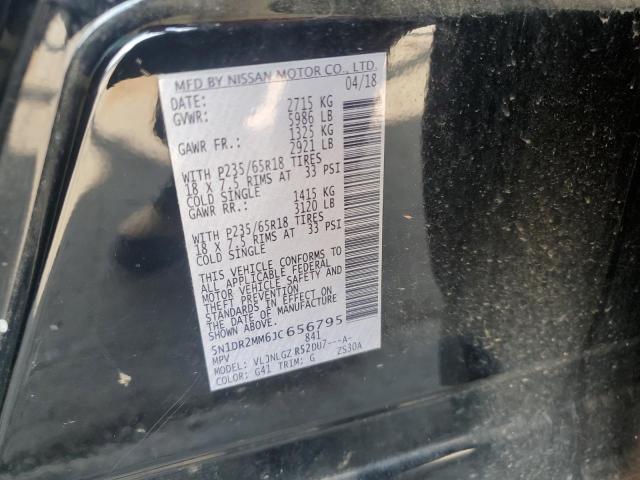 MFD BY NISSAN MOTOR CO., LTD.
DATE: 04/18
GVWR: 2715 KG
5986 LB
GAWR FR.: 1325 KG
2921 LB
WITH P235/65R18 TIRES
18 X 7.5 RIMS AT 33 PSI
COLD SINGLE
GAWR RR.: 1415 KG
3120 LB
WITH P235/65R18 TIRES
18 X 7.5 RIMS AT 33 PSI
COLD SINGLE
THIS VEHICLE CONFORMS TO
ALL APPLICABLE FEDERAL
MOTOR VEHICLE SAFETY AND
THEFT PREVENTION
STANDARDS IN EFFECT ON
THE DATE OF MANUFACTURE
SHOWN ABOVE.
5N1DR2MM6JC656795
MPV 841
MODEL: VLJNLGZ R52DU7---A-
COLOR: G41 TRIM: G ZS30A